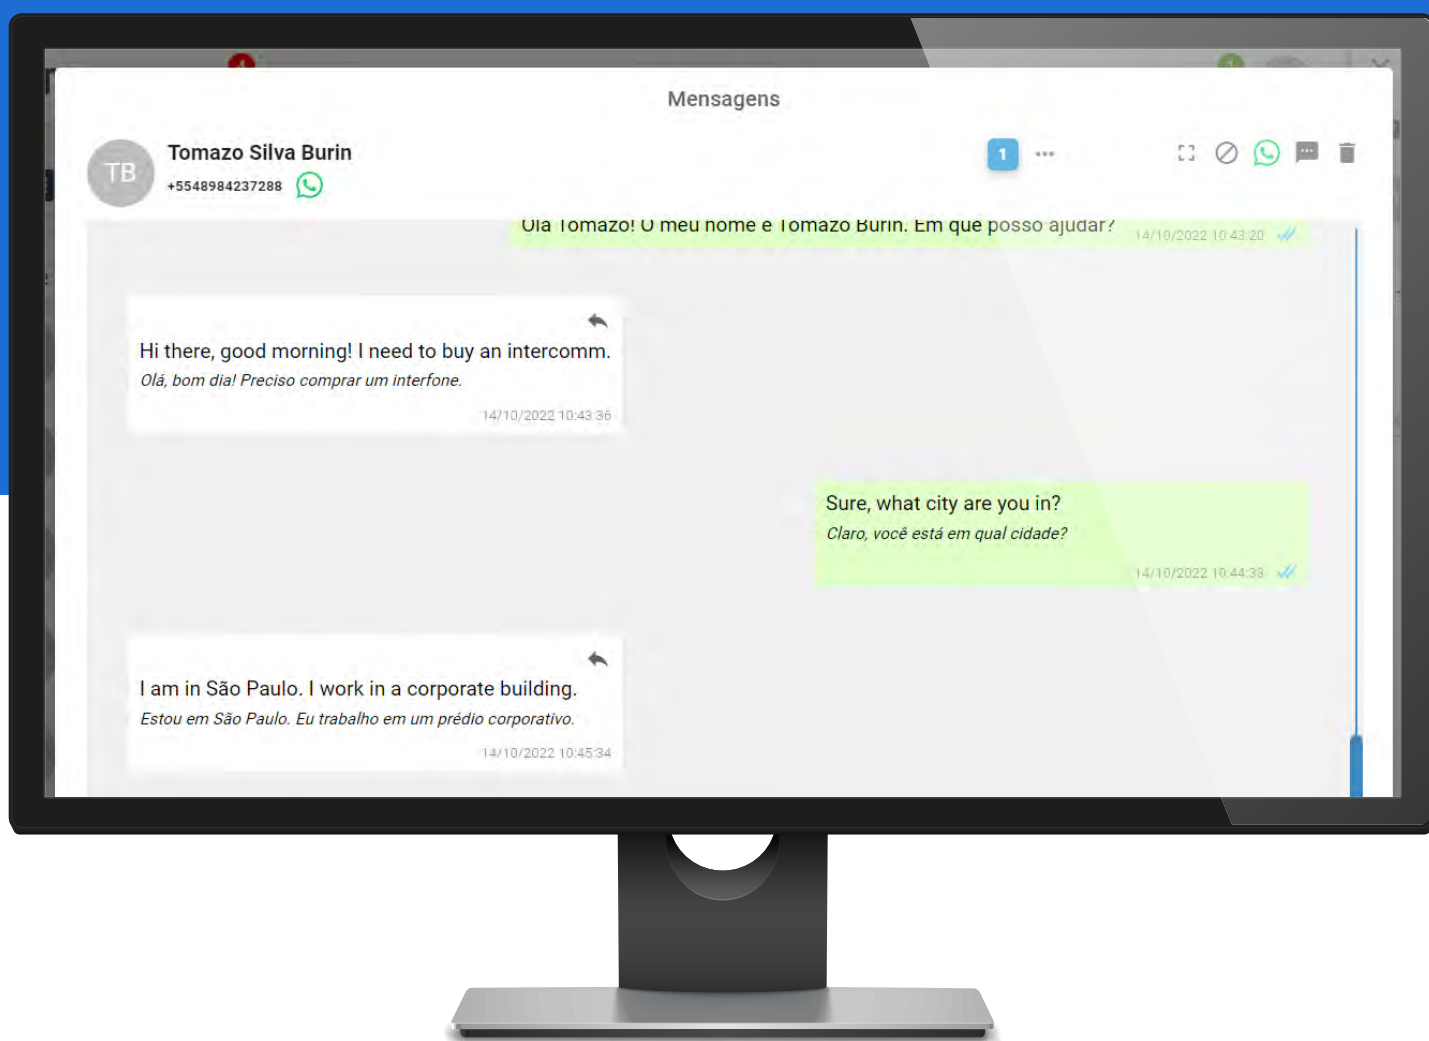 4
1
Mensagens
TB
Tomazo Silva Burin
+5548984237288
1
Olá Tomazo! O meu nome é Tomazo Burin. Em que posso ajudar?
14/10/2022 10:43:20
Hi there, good morning! I need to buy an intercomm.
Olá, bom dia! Preciso comprar um interfone.
14/10/2022 10:43:36
Sure, what city are you in?
Claro, você está em qual cidade?
14/10/2022 10:44:38
I am in São Paulo. I work in a corporate building.
Estou em São Paulo. Eu trabalho em um prédio corporativo.
14/10/2022 10:45:34